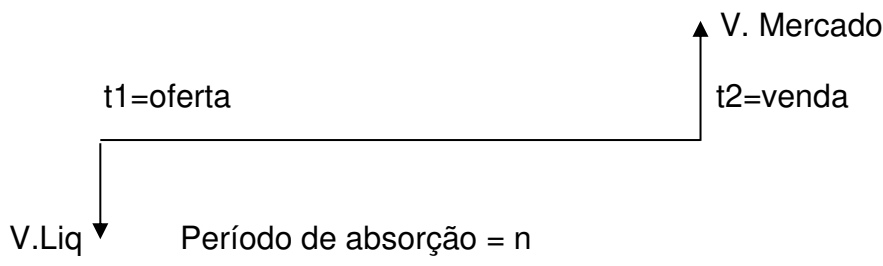 V. Mercado
t1=oferta
t2=venda
V.Liq
Período de absorção = n